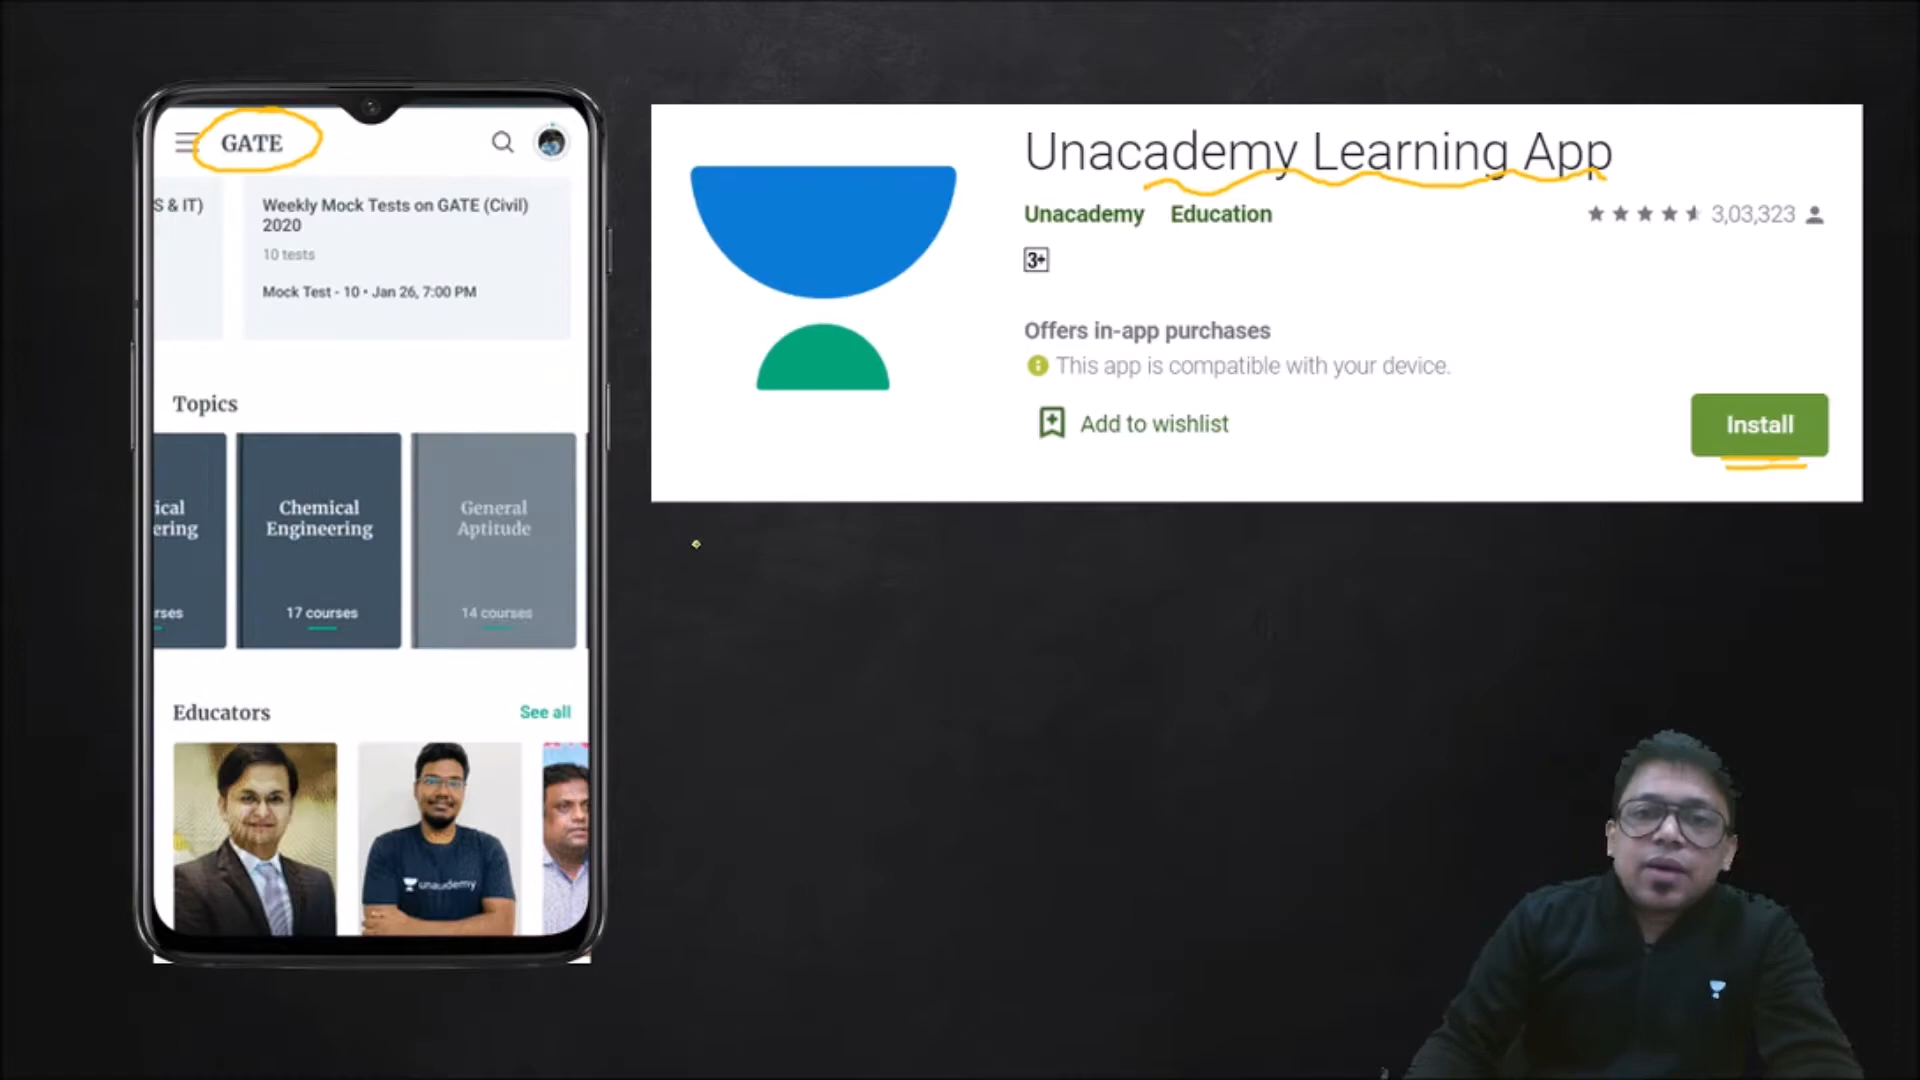 GATE
S & IT)
Weekly Mock Tests on GATE (Civil)
2020
10 tests
Mock Test - 10 • Jan 26, 7:00 PM
Topics
ical
ering
rses
Chemical
Engineering
17 courses
General
Aptitude
14 courses
Educators
See all
unacademy
Unacademy Learning App
Unacademy Education
3,03,323
3+
Offers in-app purchases
This app is compatible with your device.
Add to wishlist
Install